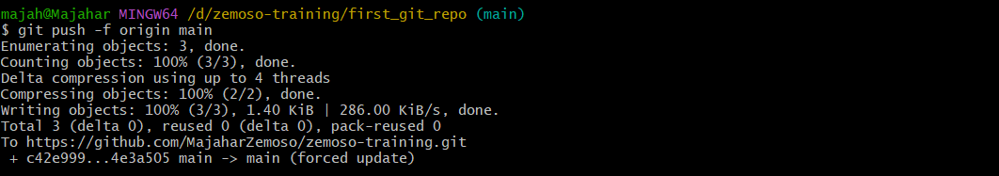 majah@Majahar MINGW64 /d/zemoso-training/first_git_repo (main)
$ git push -f origin main
Enumerating objects: 3, done.
Counting objects: 100% (3/3), done.
Delta compression using up to 4 threads
Compressing objects: 100% (2/2), done.
Writing objects: 100% (3/3), 1.40 KiB | 286.00 KiB/s, done.
Total 3 (delta 0), reused 0 (delta 0), pack-reused 0
To https://github.com/MajaharZemoso/zemoso-training.git
 + c42e999...4e3a505 main -> main (forced update)